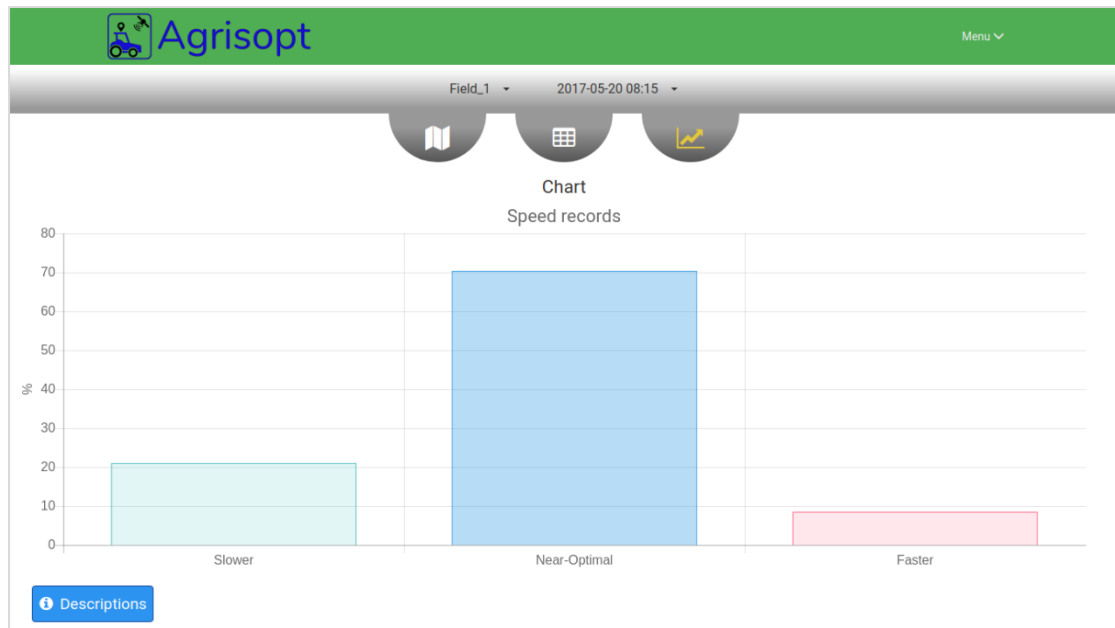 Agrisopt
Menu
Field_1 2017-05-20 08:15
Chart
Speed records
80
70
60
50
40
30
20
10
0
%
Slower Near-Optimal Faster
Descriptions